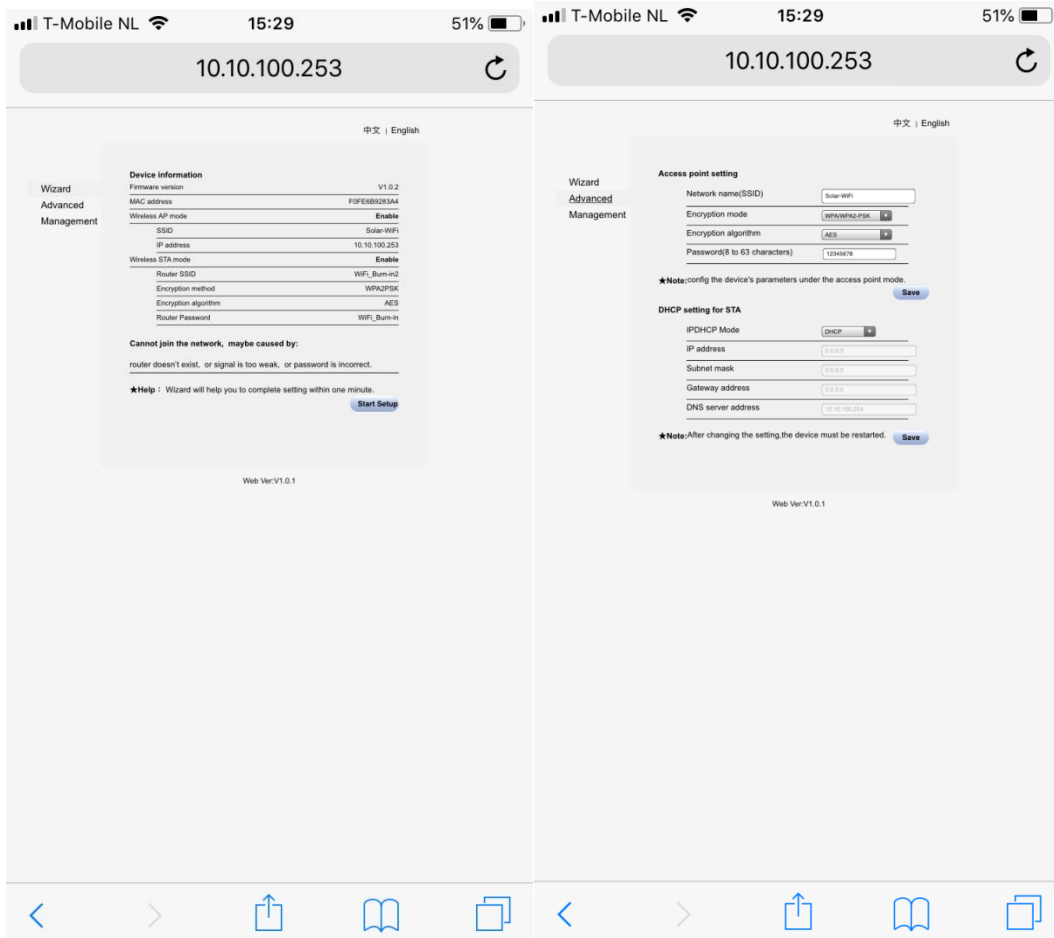 T-Mobile NL 15:29 51%
10.10.100.253
中文 | English
Wizard
Advanced
Management
Device information
Firmware version V1.0.2
MAC address F0FE6B9283A4
Wireless AP mode Enable
SSID Solar-WiFi
IP address 10.10.100.253
Wireless STA mode Enable
Router SSID WiFi_Burn-in2
Encryption method WPA2PSK
Encryption algorithm AES
Router Password WiFi_Burn-in
Cannot join the network, maybe caused by:
router doesn't exist, or signal is too weak, or password is incorrect.
★Help： Wizard will help you to complete setting within one minute.
Start Setup
Web Ver:V1.0.1
T-Mobile NL 15:29 51%
10.10.100.253
中文 | English
Wizard
Advanced
Management
Access point setting
Network name(SSID) Solar-WiFi
Encryption mode WPA/WPA2-PSK
Encryption algorithm AES
Password(8 to 63 characters) 12345678
★Note:config the device's parameters under the access point mode.
Save
DHCP setting for STA
IPDHCP Mode DHCP
IP address 0.0.0.0
Subnet mask 0.0.0.0
Gateway address 0.0.0.0
DNS server address 10.10.100.254
★Note:After changing the setting,the device must be restarted. Save
Web Ver:V1.0.1